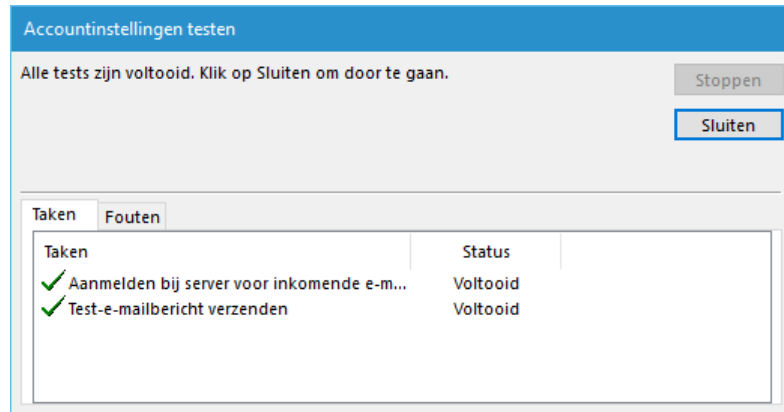 Accountinstellingen testen
Alle tests zijn voltooid. Klik op Sluiten om door te gaan.
Stoppen
Sluiten
Taken Fouten
Taken Status
Aanmelden bij server voor inkomende e-m... Voltooid
Test-e-mailbericht verzenden Voltooid